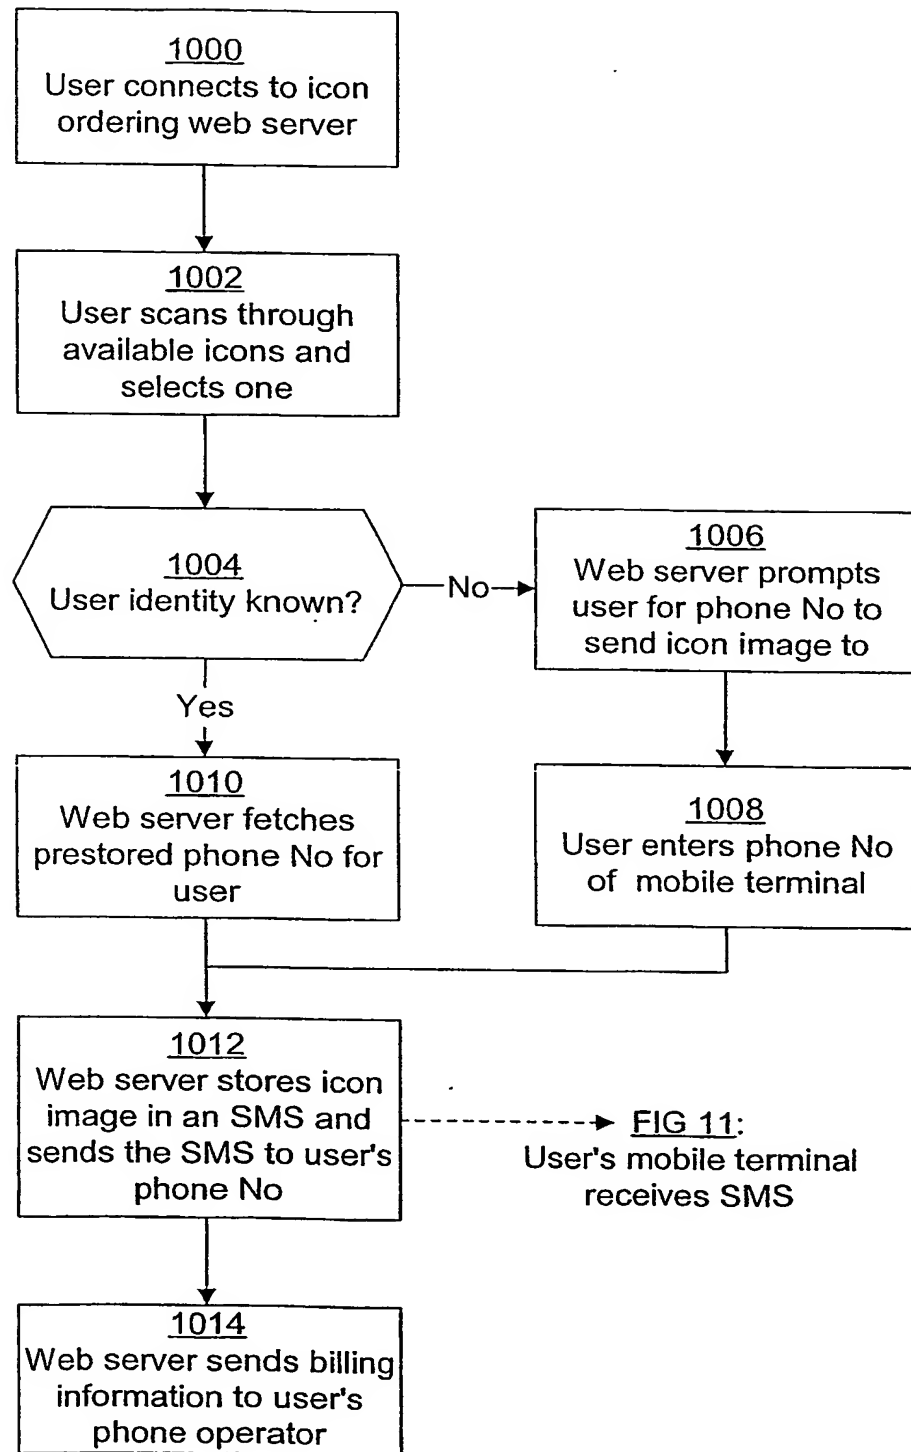 1000
User connects to icon
ordering web server
1002
User scans through
available icons and
selects one
1004
User identity known?
No
1006
Web server prompts
user for phone No to
send icon image to
Yes
1010
Web server fetches
prestored phone No for
user
1008
User enters phone No
of mobile terminal
1012
Web server stores icon
image in an SMS and
sends the SMS to user's
phone No
FIG 11:
User's mobile terminal
receives SMS
1014
Web server sends billing
information to user's
phone operator